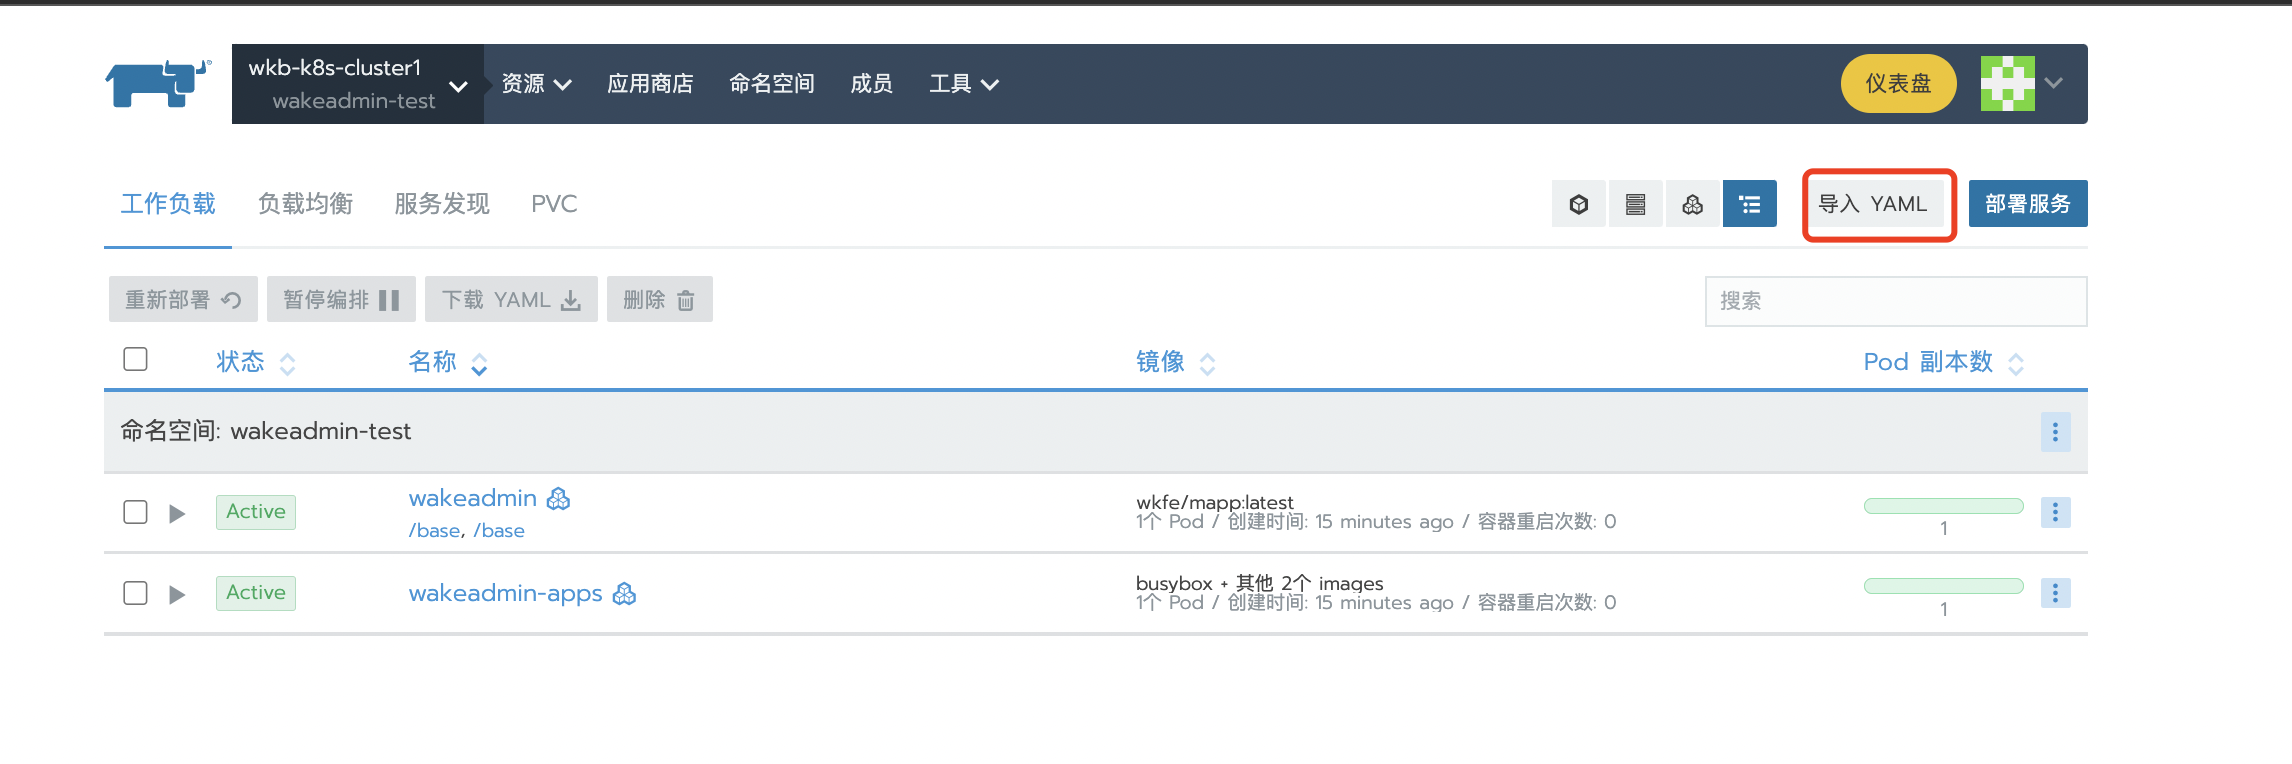 wkb-k8s-cluster1
wakeadmin-test
资源 应用商店 命名空间 成员 工具
仪表盘
工作负载 负载均衡 服务发现 PVC
导入 YAML
部署服务
重新部署 暂停编排 下载 YAML 删除
搜索
状态 名称 镜像 Pod 副本数
命名空间: wakeadmin-test
Active
wakeadmin
/base, /base
wkfe/mapp:latest
1个 Pod / 创建时间: 15 minutes ago / 容器重启次数: 0
1
Active
wakeadmin-apps
busybox + 其他 2个 images
1个 Pod / 创建时间: 15 minutes ago / 容器重启次数: 0
1